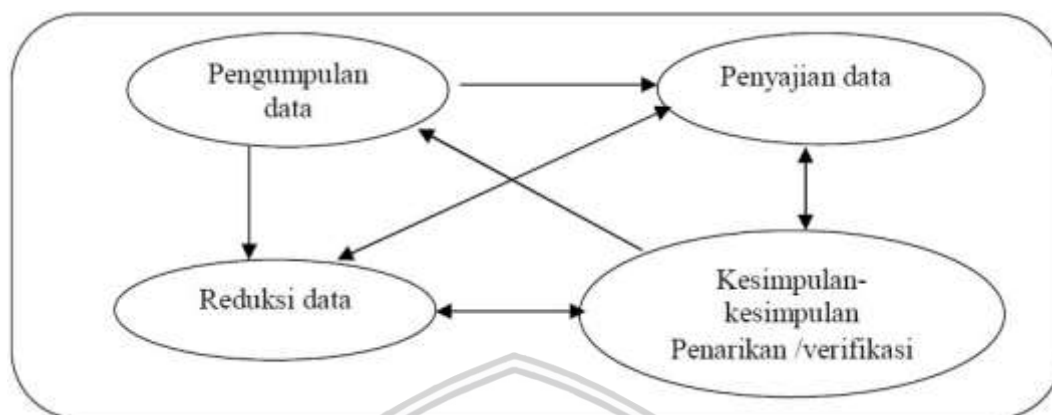 Pengumpulan
data
Penyajian data
Reduksi data
Kesimpulan-
kesimpulan
Penarikan /verifikasi